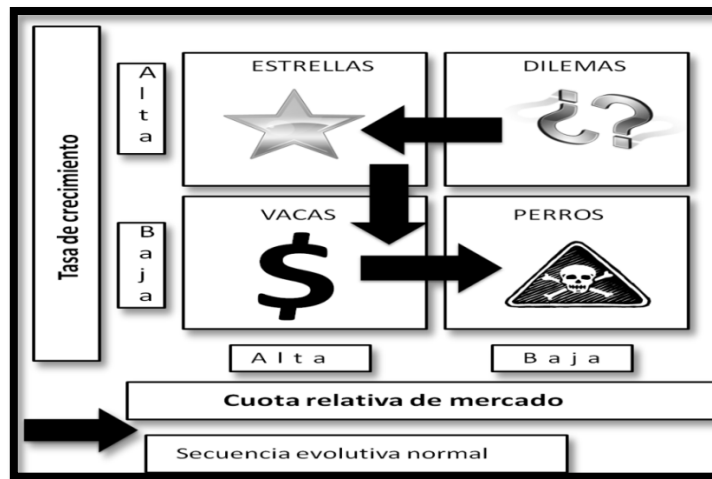 ESTRELLAS
DILEMAS
Alta
Tasa de crecimiento
¿?
VACAS
PERROS
Baja
$
Alta
Baja
Cuota relativa de mercado
Secuencia evolutiva normal